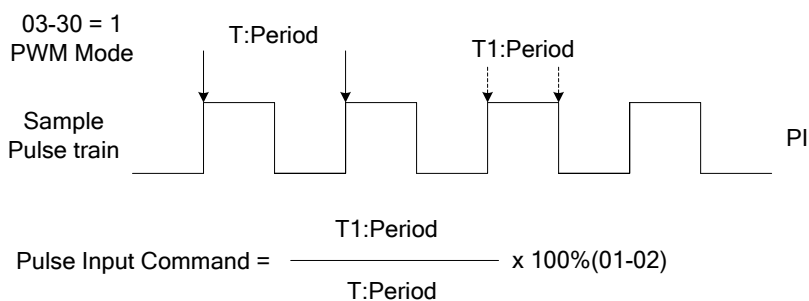 03-30 = 1
PWM Mode
T:Period
T1:Period
Sample
Pulse train
PI
T1:Period
Pulse Input Command =
x 100%(01-02)
T:Period